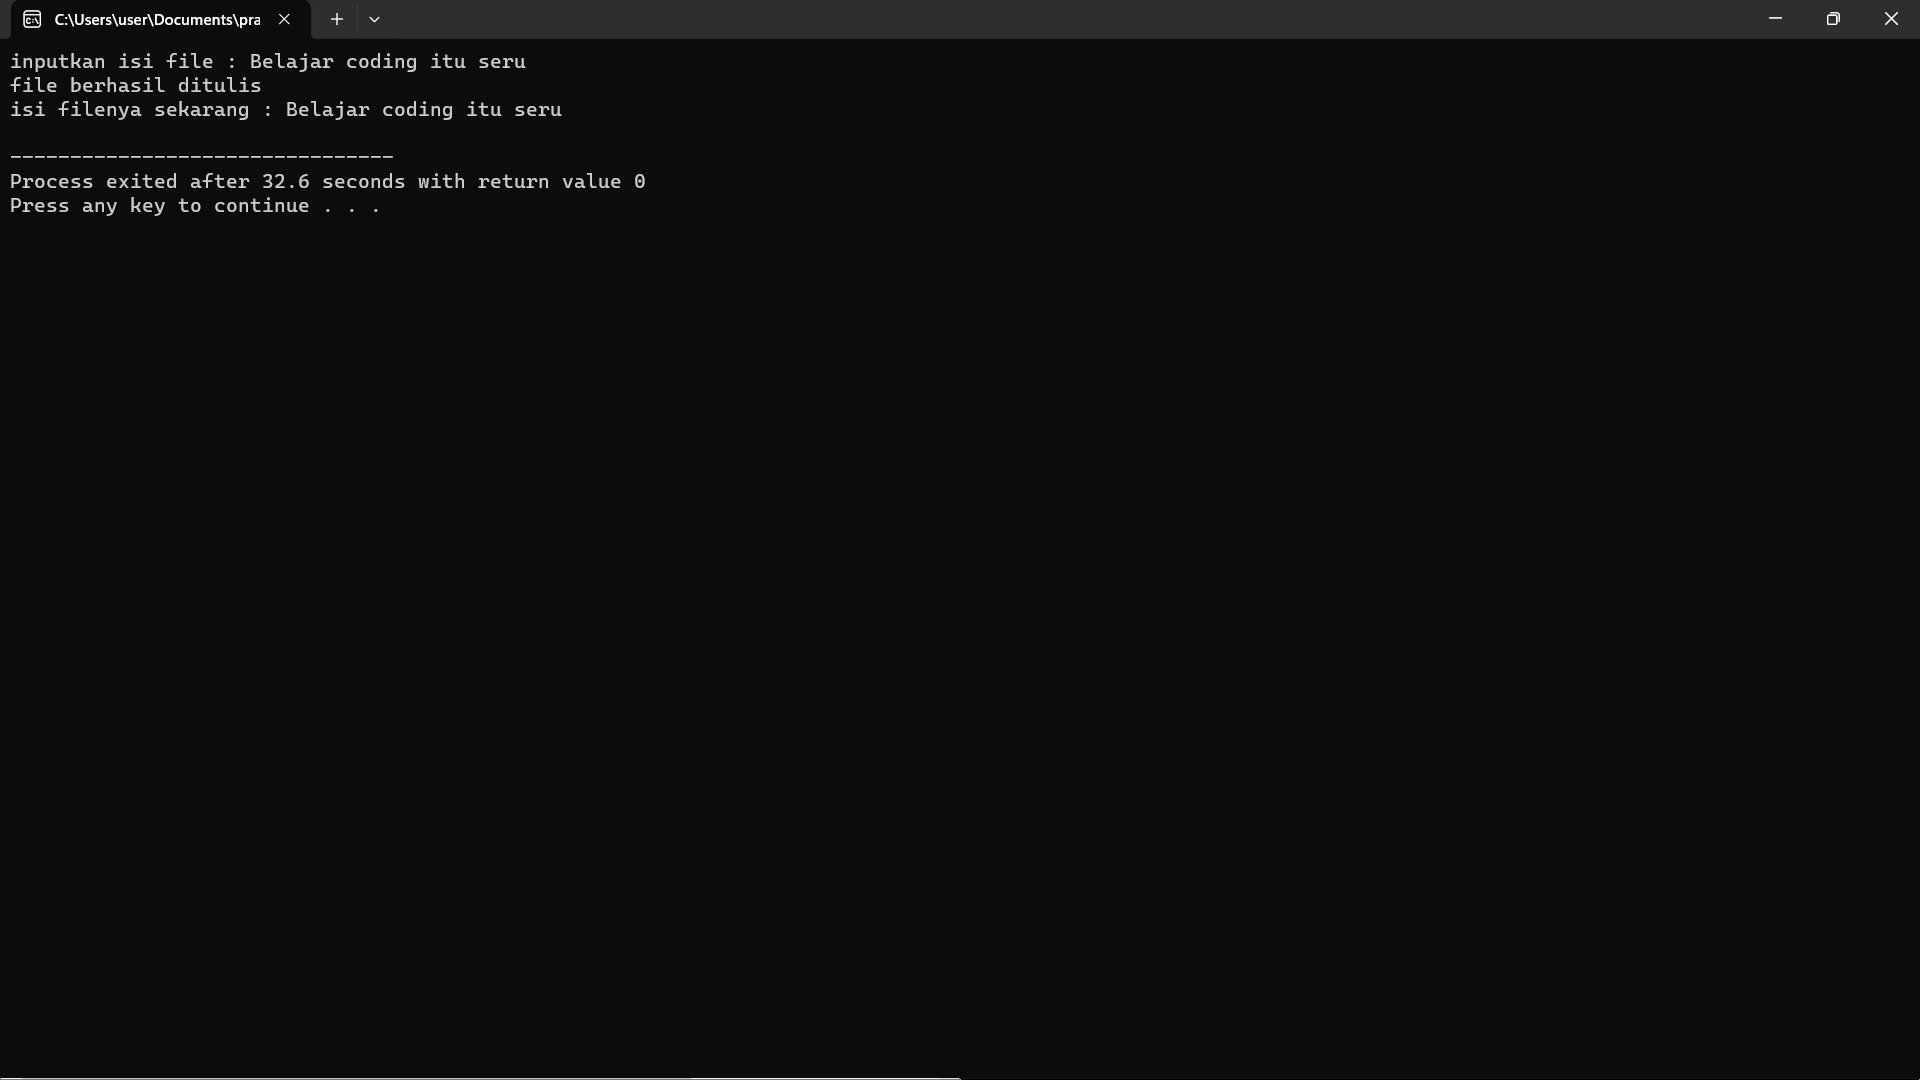 C:\Users\user\Documents\pra
inputkan isi file : Belajar coding itu seru
file berhasil ditulis
isi filenya sekarang : Belajar coding itu seru
--------------------------------
Process exited after 32.6 seconds with return value 0
Press any key to continue . . .